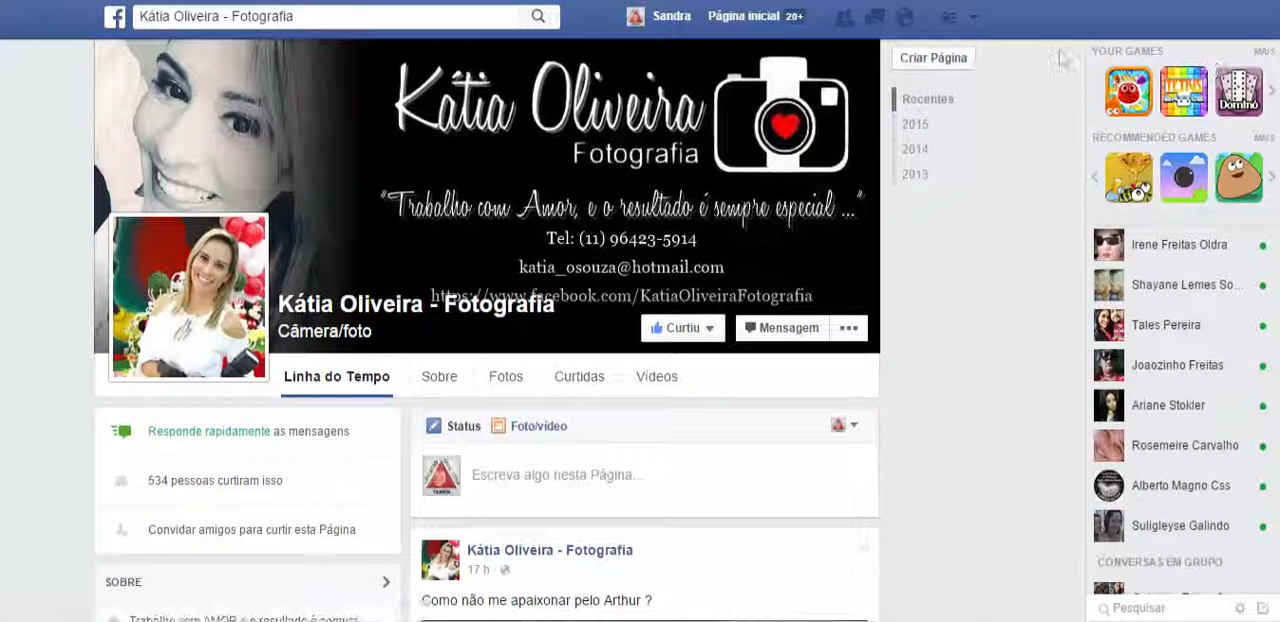 Kátia Oliveira - Fotografia
Sandra Página inicial 20+
Kátia Oliveira
Fotografia
"Trabalho com Amor, e o resultado é sempre especial ..."
Tel: (11) 96423-5914
katia_osouza@hotmail.com
https://www.facebook.com/KatiaOliveiraFotografia
Kátia Oliveira - Fotografia
Câmera/foto
Curtiu
Mensagem
Linha do Tempo Sobre Fotos Curtidas Vídeos
Responde rapidamente as mensagens
534 pessoas curtiram isso
Convidar amigos para curtir esta Página
SOBRE
Status Foto/vídeo
Escreva algo nesta Página...
Kátia Oliveira - Fotografia
17 h
Como não me apaixonar pelo Arthur ?
Criar Página
Recentes
2015
2014
2013
YOUR GAMES MAIS
TETRIS
Dominó
RECOMMENDED GAMES MAIS
Irene Freitas Oldra
Shayane Lemes So...
Tales Pereira
Joaozinho Freitas
Ariane Stokler
Rosemeire Carvalho
Alberto Magno Css
Suligleyse Galindo
CONVERSAS EM GRUPO
Pesquisar